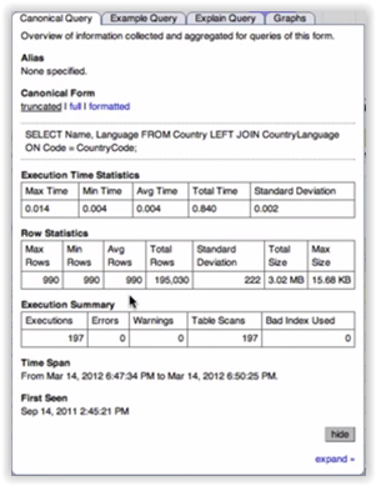 Canonical Query Example Query Explain Query Graphs
Overview of information collected and aggregated for queries of this form.
Alias
None specified.
Canonical Form
truncated | full | formatted
SELECT Name, Language FROM Country LEFT JOIN CountryLanguage
ON Code = CountryCode;
Execution Time Statistics
Max Time Min Time Avg Time Total Time Standard Deviation
0.014 0.004 0.004 0.840 0.002
Row Statistics
Max Min Avg Total Standard Total Max
Rows Rows Rows Rows Deviation Size Size
990 990 990 195,030 222 3.02 MB 15.68 KB
Execution Summary
Executions Errors Warnings Table Scans Bad Index Used
197 0 0 197 0
Time Span
From Mar 14, 2012 6:47:34 PM to Mar 14, 2012 6:50:25 PM.
First Seen
Sep 14, 2011 2:45:21 PM
hide
expand »